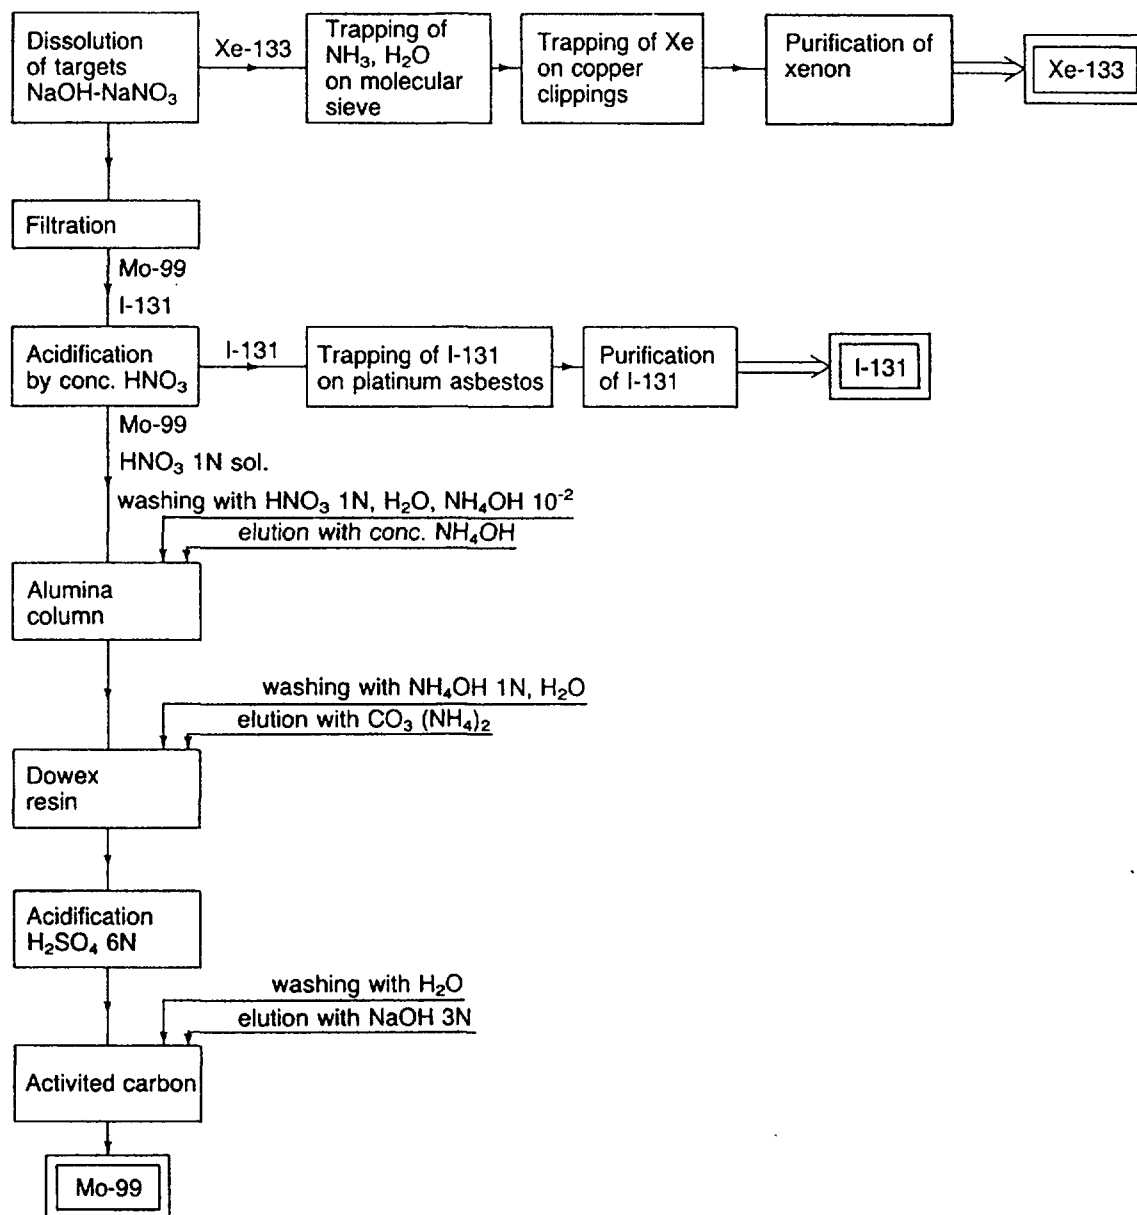 Dissolution
of targets
NaOH-NaNO₃
Xe-133
Trapping of
NH₃, H₂O
on molecular
sieve
Trapping of Xe
on copper
clippings
Purification of
xenon
Xe-133
Filtration
Mo-99
I-131
Acidification
by conc. HNO₃
I-131
Trapping of I-131
on platinum asbestos
Purification
of I-131
I-131
Mo-99
HNO₃ 1N sol.
washing with HNO₃ 1N, H₂O, NH₄OH 10⁻²
elution with conc. NH₄OH
Alumina
column
washing with NH₄OH 1N, H₂O
elution with CO₃ (NH₄)₂
Dowex
resin
Acidification
H₂SO₄ 6N
washing with H₂O
elution with NaOH 3N
Activited carbon
Mo-99